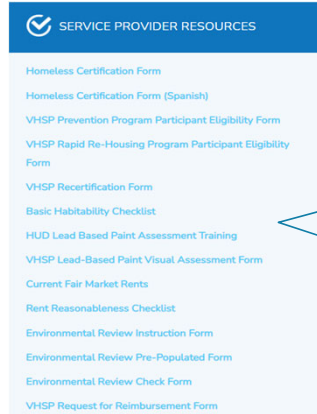 SERVICE PROVIDER RESOURCES
Homeless Certification Form
Homeless Certification Form (Spanish)
VHSP Prevention Program Participant Eligibility Form
VHSP Rapid Re-Housing Program Participant Eligibility
Form
VHSP Recertification Form
Basic Habitability Checklist
HUD Lead Based Paint Assessment Training
VHSP Lead-Based Paint Visual Assessment Form
Current Fair Market Rents
Rent Reasonableness Checklist
Environmental Review Instruction Form
Environmental Review Pre-Populated Form
Environmental Review Check Form
VHSP Request for Reimbursement Form